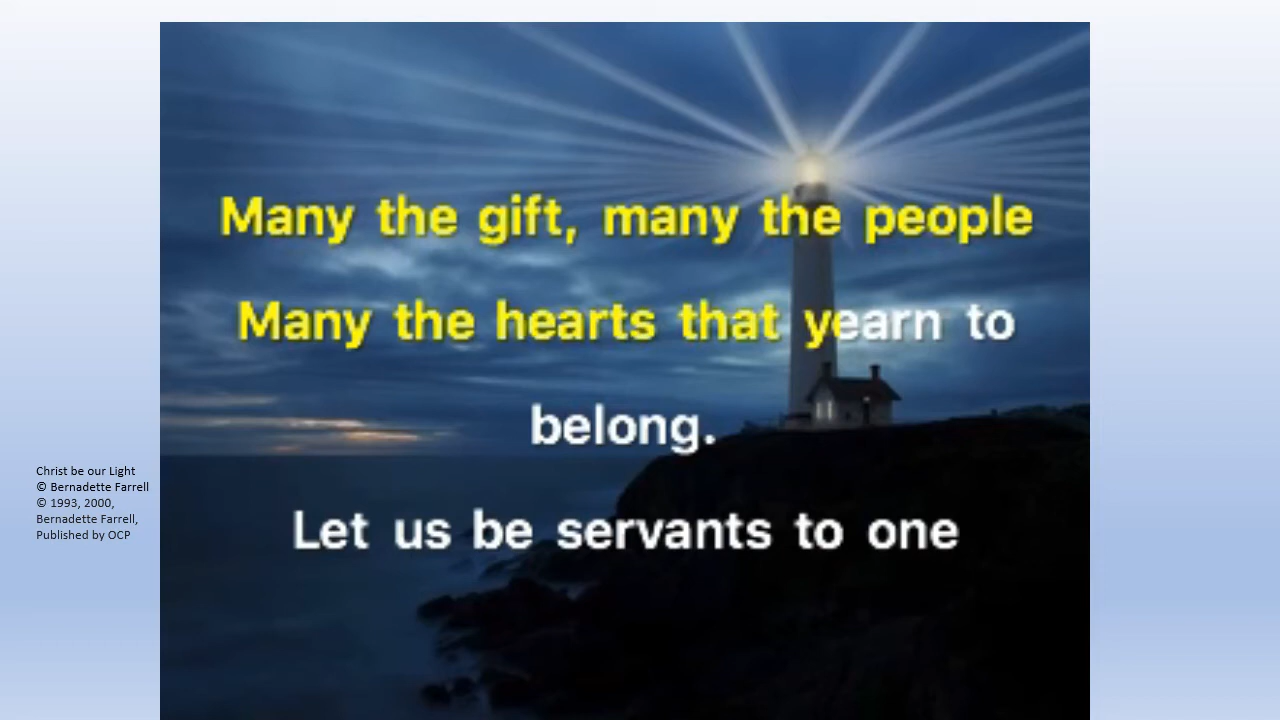 Many the gift, many the people
Many the hearts that yearn to
belong.
Let us be servants to one
Christ be our Light
© Bernadette Farrell
© 1993, 2000,
Bernadette Farrell,
Published by OCP